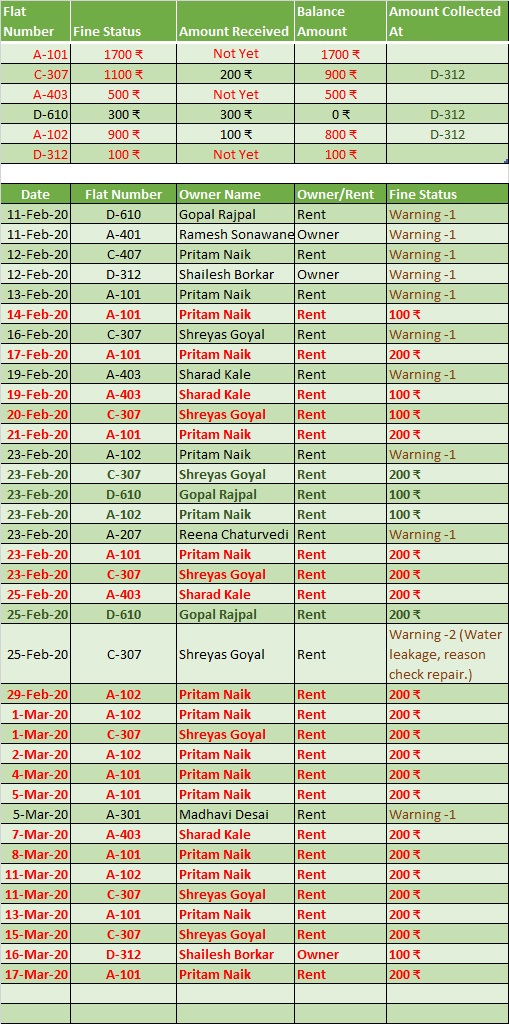 Flat Number Fine Status Amount Received Balance Amount Amount Collected At
A-101 1700 ₹ Not Yet 1700 ₹
C-307 1100 ₹ 200 ₹ 900 ₹ D-312
A-403 500 ₹ Not Yet 500 ₹
D-610 300 ₹ 300 ₹ 0 ₹ D-312
A-102 900 ₹ 100 ₹ 800 ₹ D-312
D-312 100 ₹ Not Yet 100 ₹
Date Flat Number Owner Name Owner/Rent Fine Status
11-Feb-20 D-610 Gopal Rajpal Rent Warning -1
11-Feb-20 A-401 Ramesh Sonawane Owner Warning -1
12-Feb-20 C-407 Pritam Naik Rent Warning -1
12-Feb-20 D-312 Shailesh Borkar Owner Warning -1
13-Feb-20 A-101 Pritam Naik Rent Warning -1
14-Feb-20 A-101 Pritam Naik Rent 100 ₹
16-Feb-20 C-307 Shreyas Goyal Rent Warning -1
17-Feb-20 A-101 Pritam Naik Rent 200 ₹
19-Feb-20 A-403 Sharad Kale Rent Warning -1
19-Feb-20 A-403 Sharad Kale Rent 100 ₹
20-Feb-20 C-307 Shreyas Goyal Rent 100 ₹
21-Feb-20 A-101 Pritam Naik Rent 200 ₹
23-Feb-20 A-102 Pritam Naik Rent Warning -1
23-Feb-20 C-307 Shreyas Goyal Rent 200 ₹
23-Feb-20 D-610 Gopal Rajpal Rent 100 ₹
23-Feb-20 A-102 Pritam Naik Rent 100 ₹
23-Feb-20 A-207 Reena Chaturvedi Rent Warning -1
23-Feb-20 A-101 Pritam Naik Rent 200 ₹
23-Feb-20 C-307 Shreyas Goyal Rent 200 ₹
25-Feb-20 A-403 Sharad Kale Rent 200 ₹
25-Feb-20 D-610 Gopal Rajpal Rent 200 ₹
25-Feb-20 C-307 Shreyas Goyal Rent Warning -2 (Water
leakage, reason
check repair.)
29-Feb-20 A-102 Pritam Naik Rent 200 ₹
1-Mar-20 A-102 Pritam Naik Rent 200 ₹
1-Mar-20 C-307 Shreyas Goyal Rent 200 ₹
2-Mar-20 A-102 Pritam Naik Rent 200 ₹
4-Mar-20 A-101 Pritam Naik Rent 200 ₹
5-Mar-20 A-101 Pritam Naik Rent 200 ₹
5-Mar-20 A-301 Madhavi Desai Rent Warning -1
7-Mar-20 A-403 Sharad Kale Rent 200 ₹
8-Mar-20 A-101 Pritam Naik Rent 200 ₹
11-Mar-20 A-102 Pritam Naik Rent 200 ₹
11-Mar-20 C-307 Shreyas Goyal Rent 200 ₹
13-Mar-20 A-101 Pritam Naik Rent 200 ₹
15-Mar-20 C-307 Shreyas Goyal Rent 200 ₹
16-Mar-20 D-312 Shailesh Borkar Owner 100 ₹
17-Mar-20 A-101 Pritam Naik Rent 200 ₹